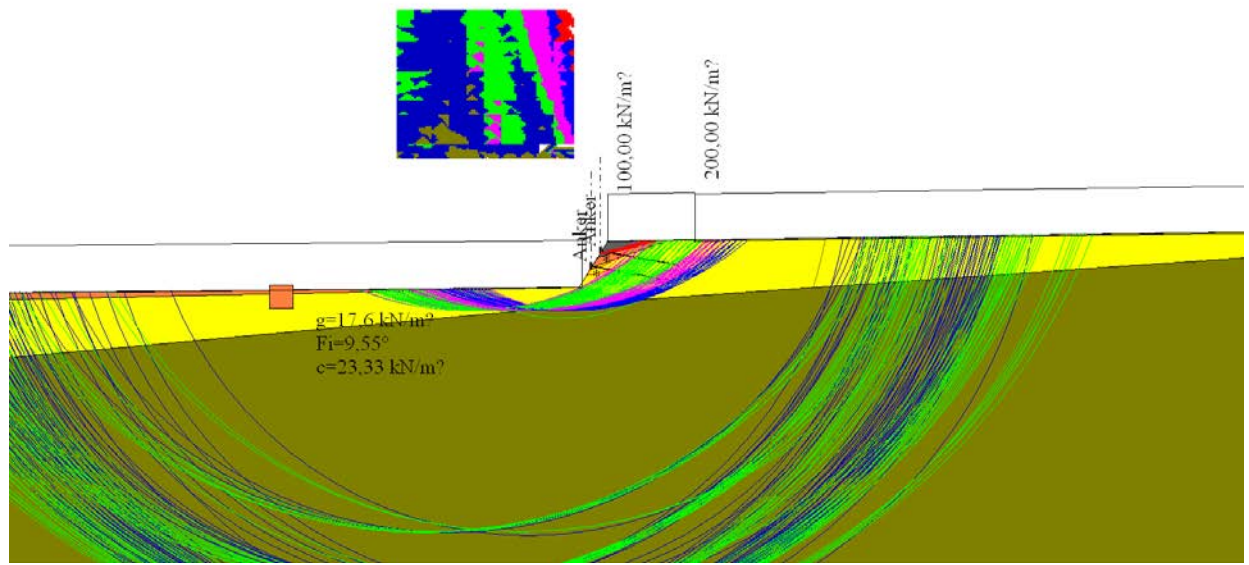 100,00 kN/m?
200,00 kN/m?
Anker
Anker
g=17,6 kN/m?
Fi=9,55°
c=23,33 kN/m?